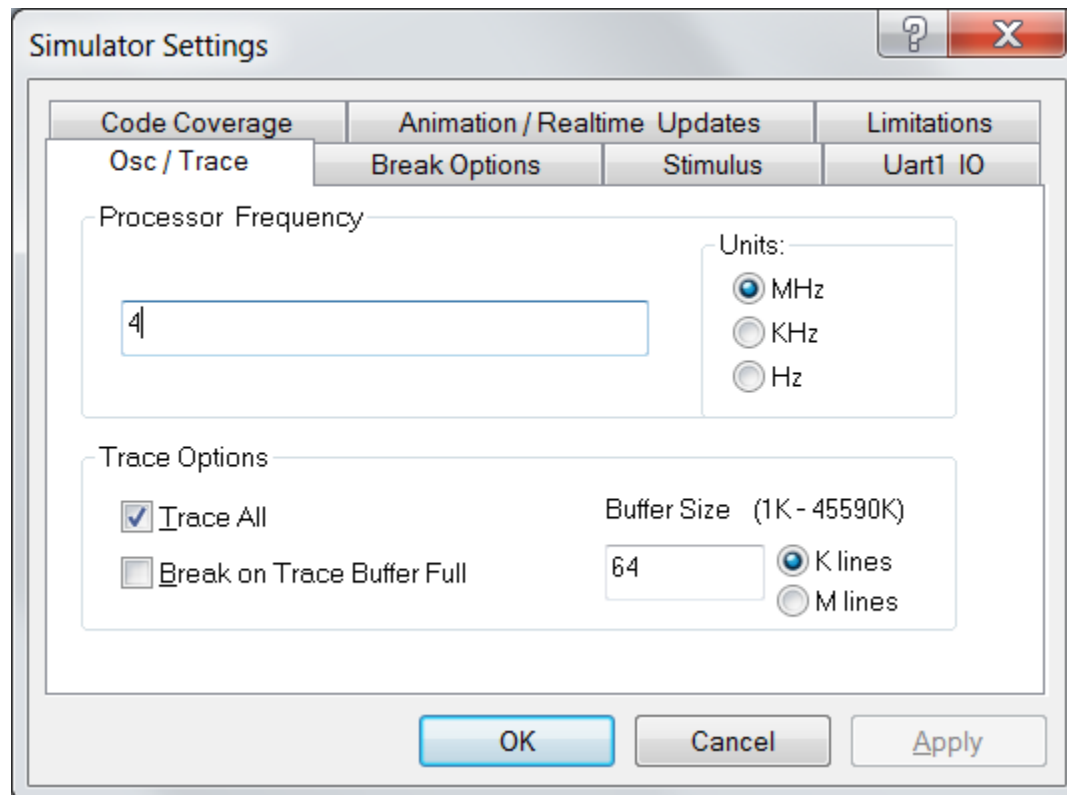 Simulator Settings
Code Coverage Animation / Realtime Updates Limitations
Osc / Trace Break Options Stimulus Uart1 IO
Processor Frequency
Units:
4
MHz
KHz
Hz
Trace Options
Trace All
Buffer Size (1K - 45590K)
Break on Trace Buffer Full
64
K lines
M lines
OK Cancel Apply